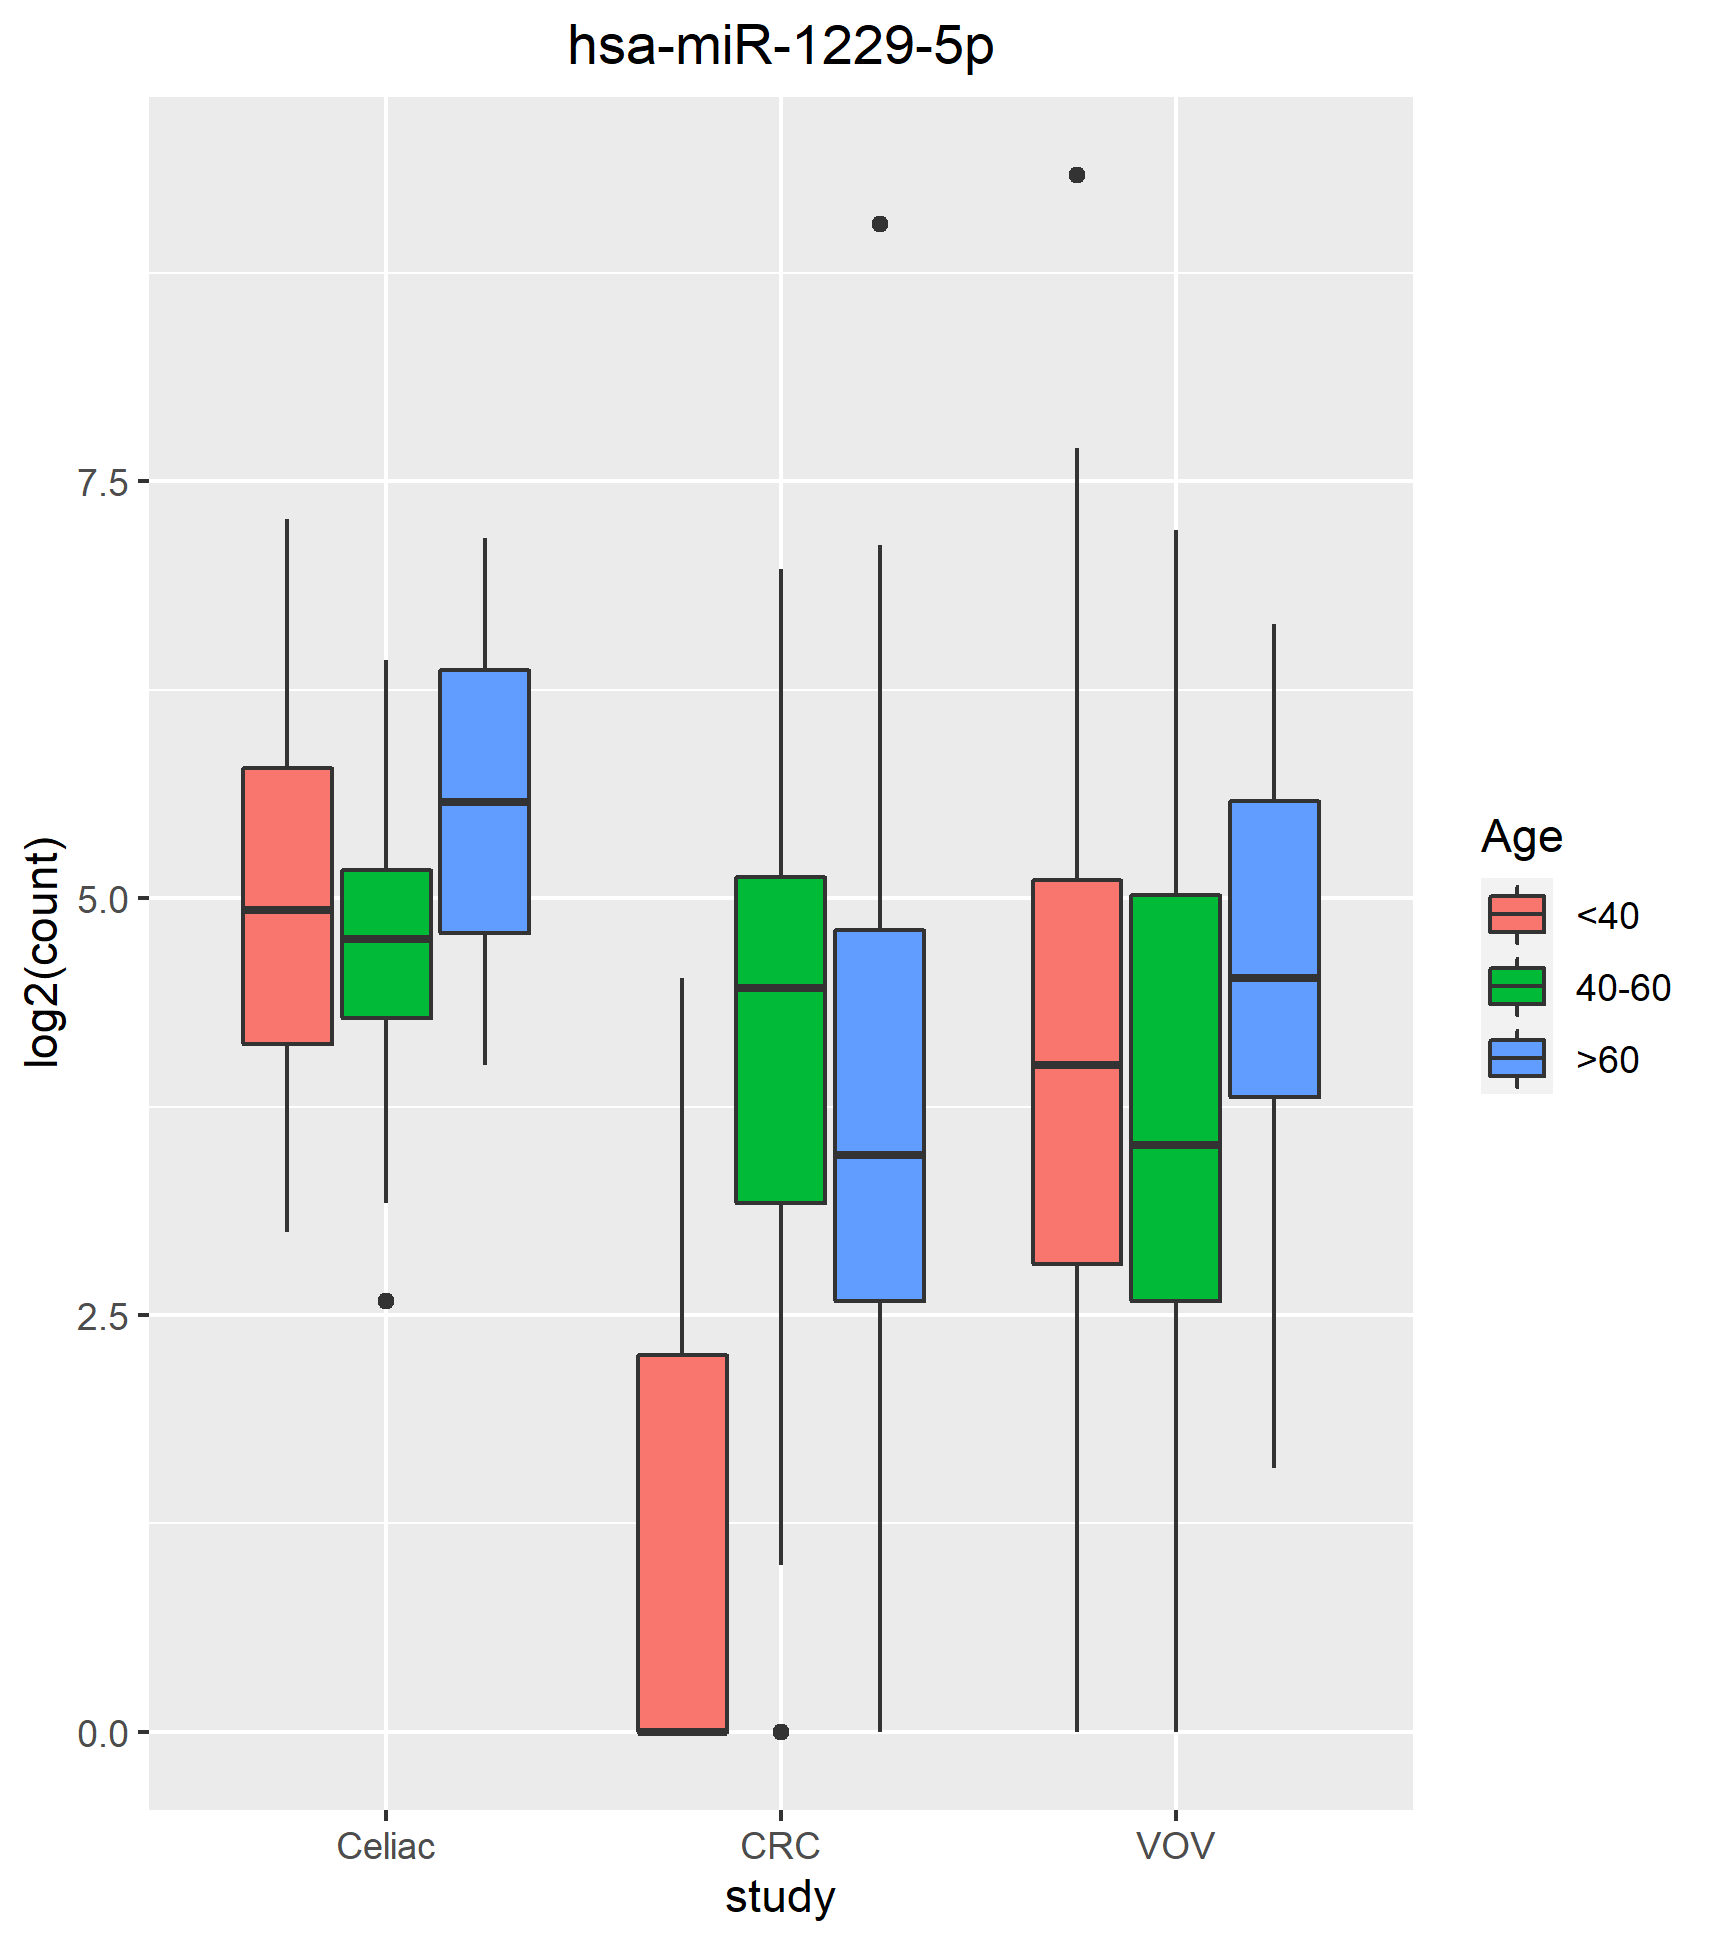 hsa-miR-1229-5p
log2(count)
7.5
5.0
2.5
0.0
Celiac
CRC
VOV
study
Age
<40
40-60
>60